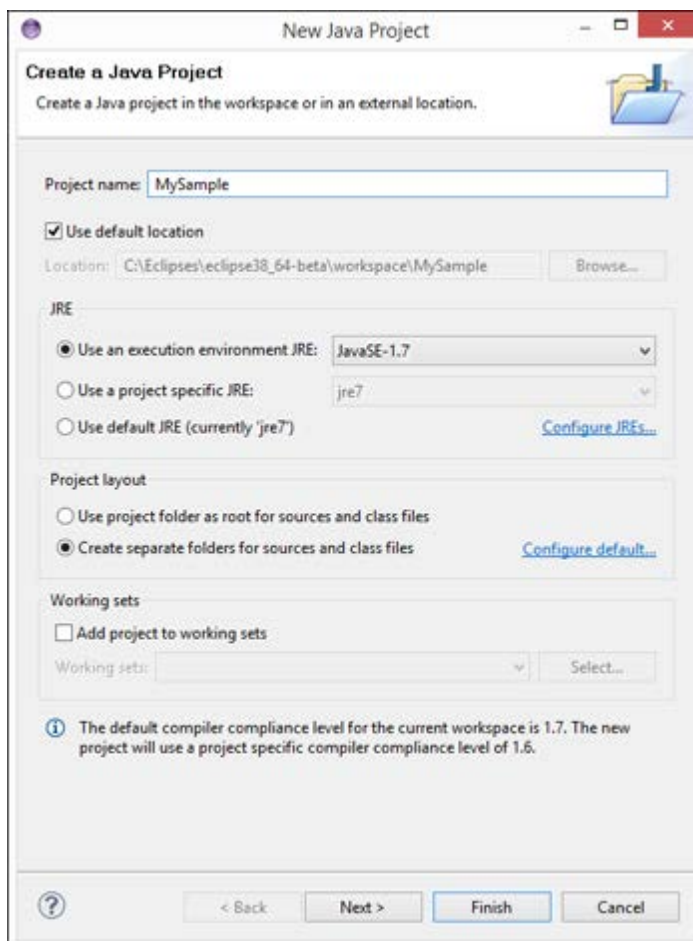 New Java Project
Create a Java Project
Create a Java project in the workspace or in an external location.
Project name: MySample
Use default location
Location: C:\Eclipses\eclipse38_64-beta\workspace\MySample Browse...
JRE
Use an execution environment JRE: JavaSE-1.7
Use a project specific JRE: jre7
Use default JRE (currently 'jre7') Configure JREs...
Project layout
Use project folder as root for sources and class files
Create separate folders for sources and class files Configure default...
Working sets
Add project to working sets
Working sets: Select...
The default compiler compliance level for the current workspace is 1.7. The new
project will use a project specific compiler compliance level of 1.6.
? < Back Next > Finish Cancel